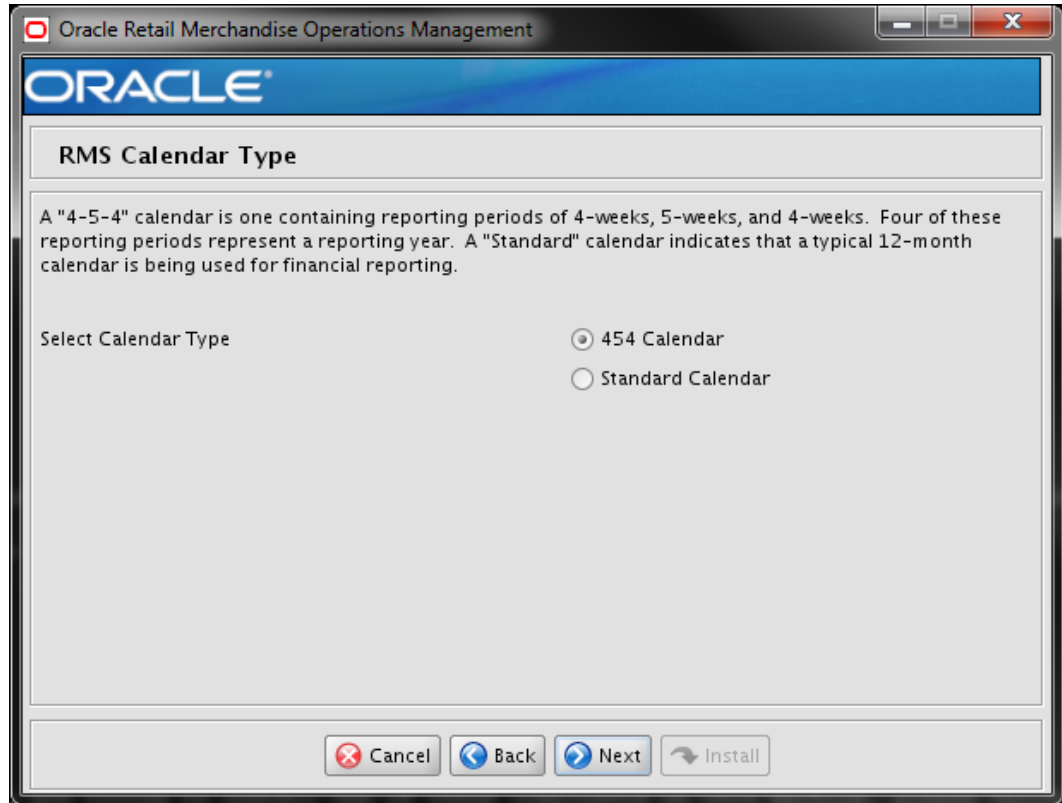 Oracle Retail Merchandise Operations Management
ORACLE®
RMS Calendar Type
A "4-5-4" calendar is one containing reporting periods of 4-weeks, 5-weeks, and 4-weeks. Four of these
reporting periods represent a reporting year. A "Standard" calendar indicates that a typical 12-month
calendar is being used for financial reporting.
Select Calendar Type
454 Calendar
Standard Calendar
Cancel Back Next Install